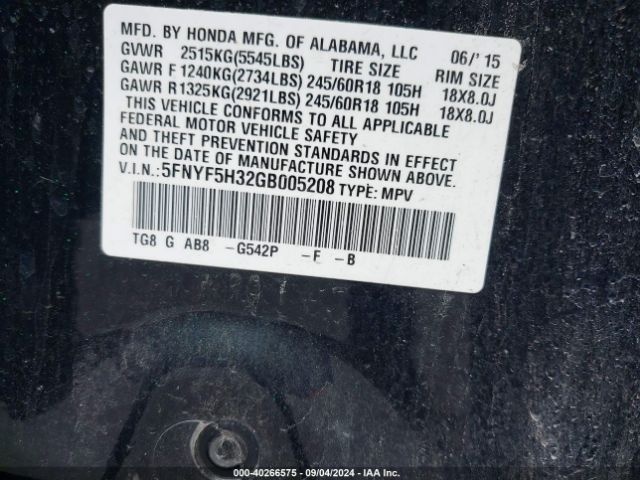 MFD. BY HONDA MFG. OF ALABAMA, LLC 06/'15
GVWR 2515KG(5545LBS) TIRE SIZE RIM SIZE
GAWR F 1240KG(2734LBS) 245/60R18 105H 18X8.0J
GAWR R 1325KG(2921LBS) 245/60R18 105H 18X8.0J
THIS VEHICLE CONFORMS TO ALL APPLICABLE
FEDERAL MOTOR VEHICLE SAFETY
AND THEFT PREVENTION STANDARDS IN EFFECT
ON THE DATE OF MANUFACTURE SHOWN ABOVE.
V.I.N.: 5FNYF5H32GB005208 TYPE: MPV
TG8 G AB8 -G542P -F -B
000-40266575 - 09/04/2024 - IAA Inc.